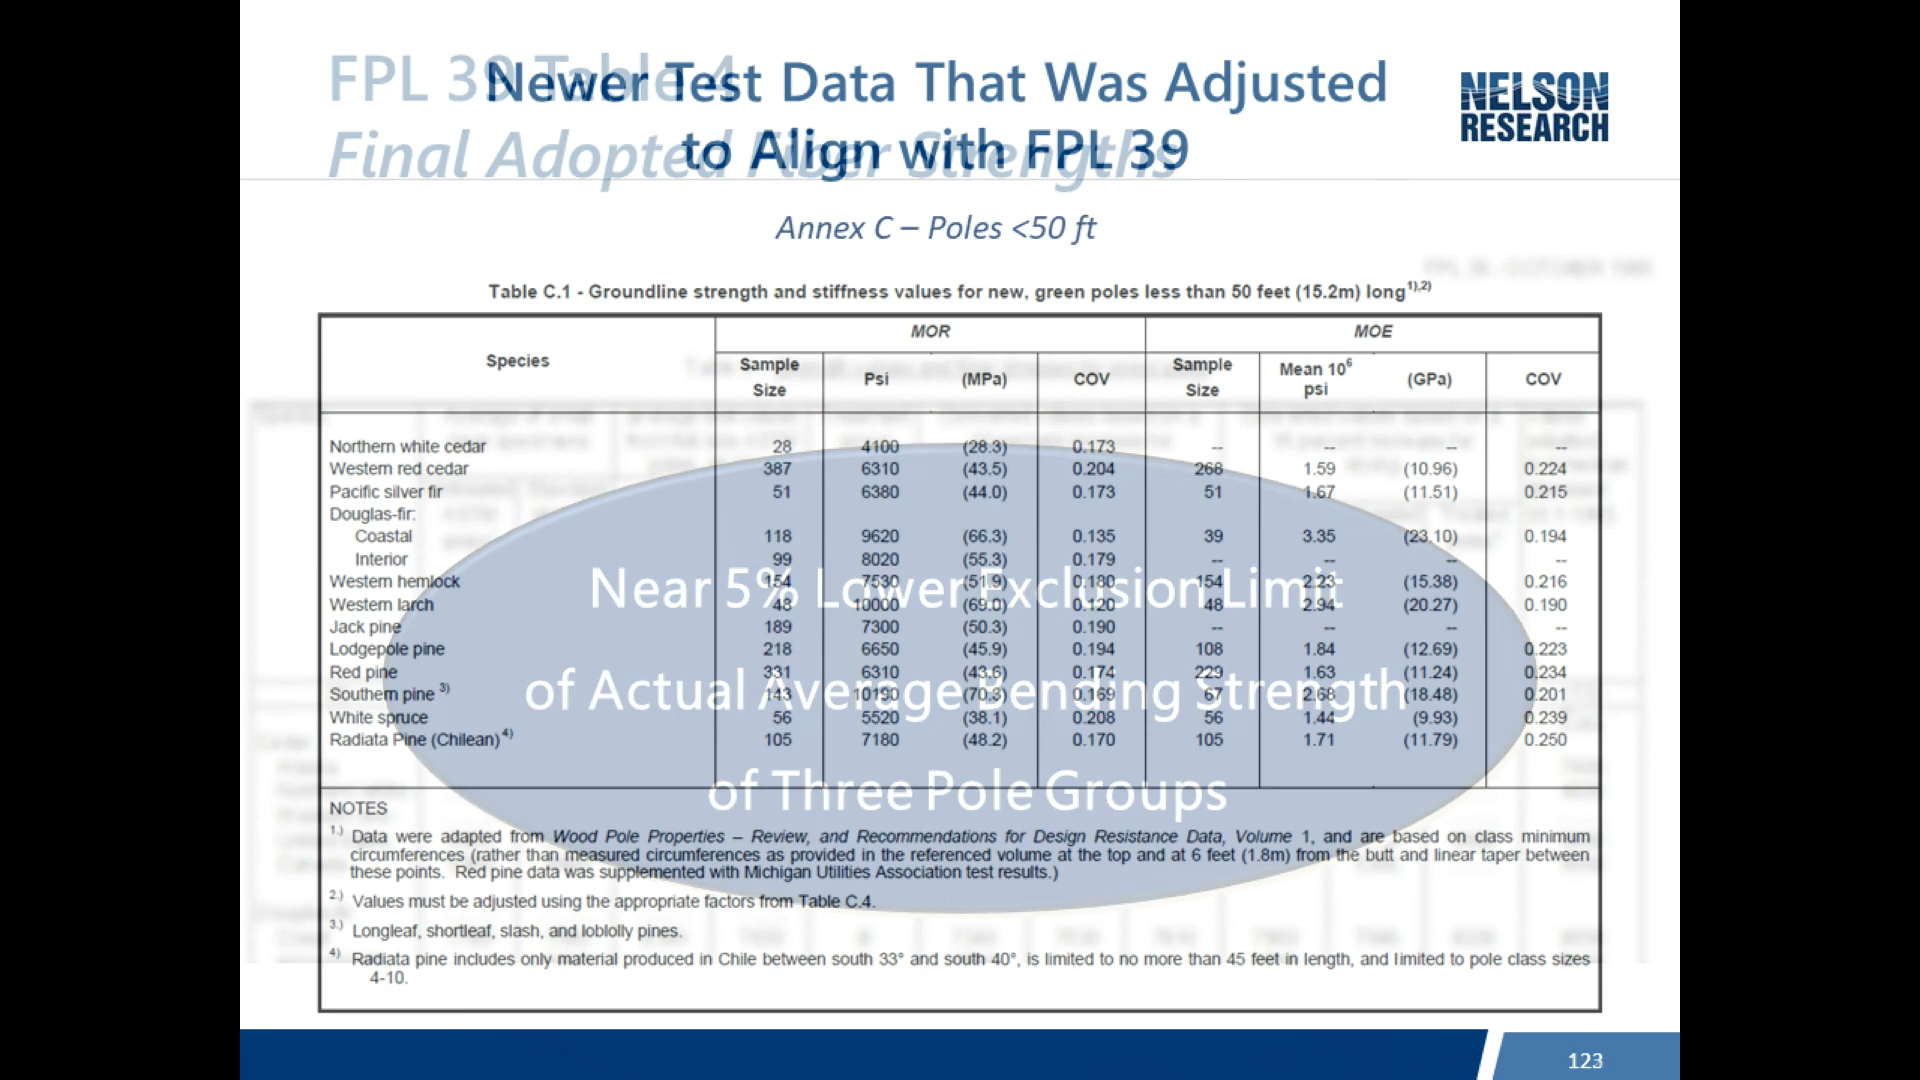 FPL 39 Table 4
Final Adopted Fiber Strengths
Newer Test Data That Was Adjusted
to Align with FPL 39
NELSON
RESEARCH
Annex C – Poles <50 ft
FPL 39 - OCTOBER 1965
Table C.1 - Groundline strength and stiffness values for new, green poles less than 50 feet (15.2m) long 1),2)
Species MOR MOE
Sample Size Psi (MPa) COV Sample Size Mean 10⁶ psi (GPa) COV
Northern white cedar 28 4100 (28.3) 0.173 -- -- -- --
Western red cedar 387 6310 (43.5) 0.204 268 1.59 (10.96) 0.224
Pacific silver fir 51 6380 (44.0) 0.173 51 1.67 (11.51) 0.215
Douglas-fir:
Coastal 118 9620 (66.3) 0.135 39 3.35 (23.10) 0.194
Interior 99 8020 (55.3) 0.179 -- -- -- --
Western hemlock 154 7530 (51.9) 0.180 154 2.23 (15.38) 0.216
Western larch 48 10000 (69.0) 0.120 48 2.94 (20.27) 0.190
Jack pine 189 7300 (50.3) 0.190 -- -- -- --
Lodgepole pine 218 6650 (45.9) 0.194 108 1.84 (12.69) 0.223
Red pine 331 6310 (43.6) 0.174 229 1.63 (11.24) 0.234
Southern pine 3) 143 10190 (70.3) 0.169 67 2.68 (18.48) 0.201
White spruce 56 5520 (38.1) 0.208 56 1.44 (9.93) 0.239
Radiata Pine (Chilean) 4) 105 7180 (48.2) 0.170 105 1.71 (11.79) 0.250
Near 5% Lower Exclusion Limit
of Actual Average Bending Strength
of Three Pole Groups
NOTES
1.) Data were adapted from Wood Pole Properties – Review, and Recommendations for Design Resistance Data, Volume 1, and are based on class minimum
circumferences (rather than measured circumferences as provided in the referenced volume at the top and at 6 feet (1.8m) from the butt and linear taper between
these points. Red pine data was supplemented with Michigan Utilities Association test results.)
2.) Values must be adjusted using the appropriate factors from Table C.4.
3.) Longleaf, shortleaf, slash, and loblolly pines.
4) Radiata pine includes only material produced in Chile between south 33° and south 40°, is limited to no more than 45 feet in length, and limited to pole class sizes
4-10.
123